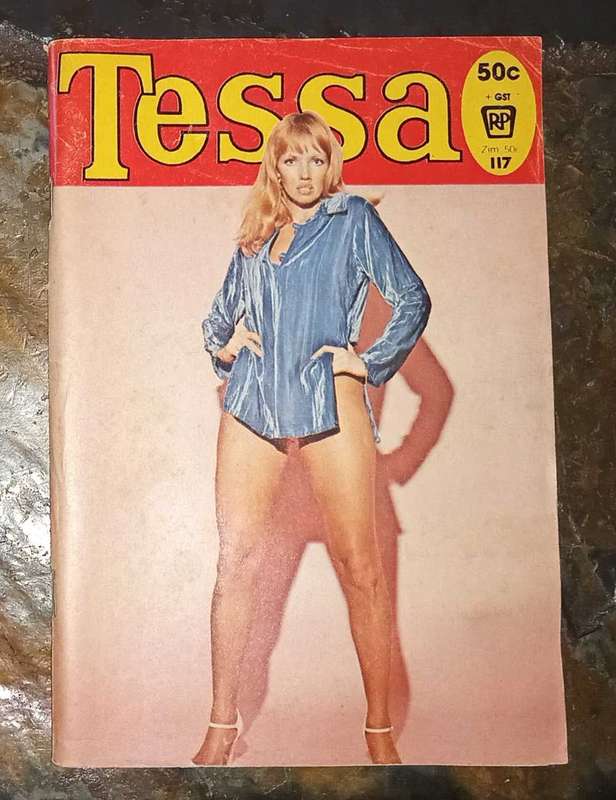 Tessa
50c
+ GST
RP
Zim 50c
117